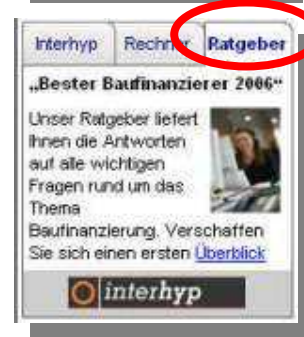 Interhyp Rechner Ratgeber
„Bester Baufinanzierer 2006“
Unser Ratgeber liefert
Ihnen die Antworten
auf alle wichtigen
Fragen rund um das
Thema
Baufinanzierung. Verschaffen
Sie sich einen ersten Überblick
interhyp